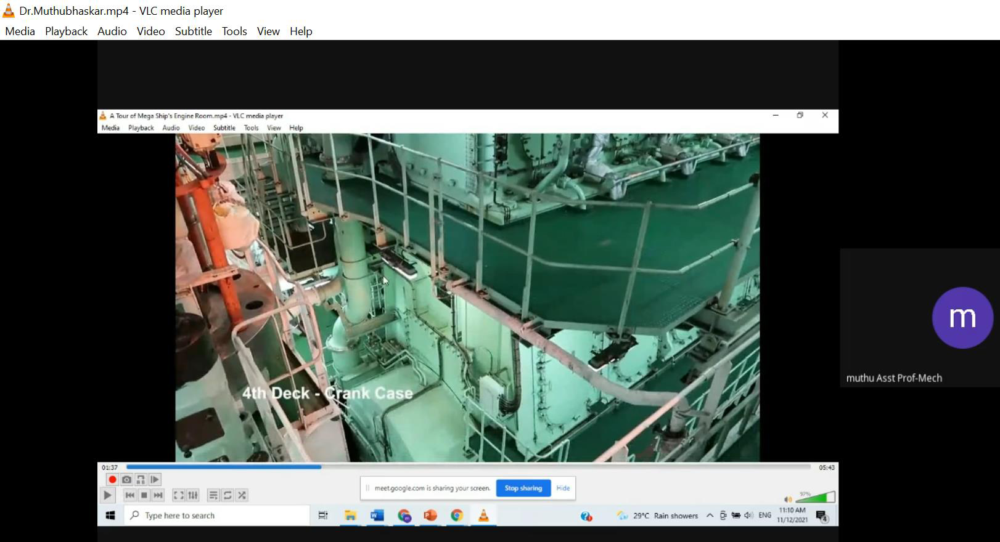 Dr.Muthubhaskar.mp4 - VLC media player
Media Playback Audio Video Subtitle Tools View Help
A Tour of Mega Ship's Engine Room.mp4 - VLC media player
Media Playback Audio Video Subtitle Tools View Help
4th Deck - Crank Case
m
muthu Asst Prof-Mech
01:37 05:43
meet.google.com is sharing your screen. Stop sharing Hide
97%
Type here to search
29°C Rain showers
ENG
11:10 AM
11/12/2021
4